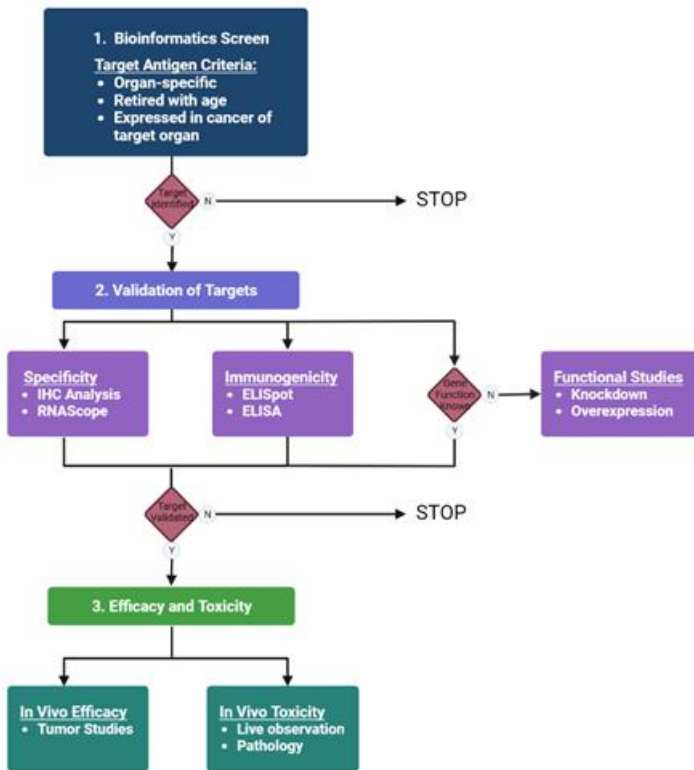 1. Bioinformatics Screen
Target Antigen Criteria:
• Organ-specific
• Retired with age
• Expressed in cancer of
target organ
Target
Identified
N
STOP
Y
2. Validation of Targets
Specificity
• IHC Analysis
• RNAScope
Immunogenicity
• ELISpot
• ELISA
Gene
Function
Known
N
Y
Functional Studies
• Knockdown
• Overexpression
Target
Validated
N
STOP
Y
3. Efficacy and Toxicity
In Vivo Efficacy
• Tumor Studies
In Vivo Toxicity
• Live observation
• Pathology